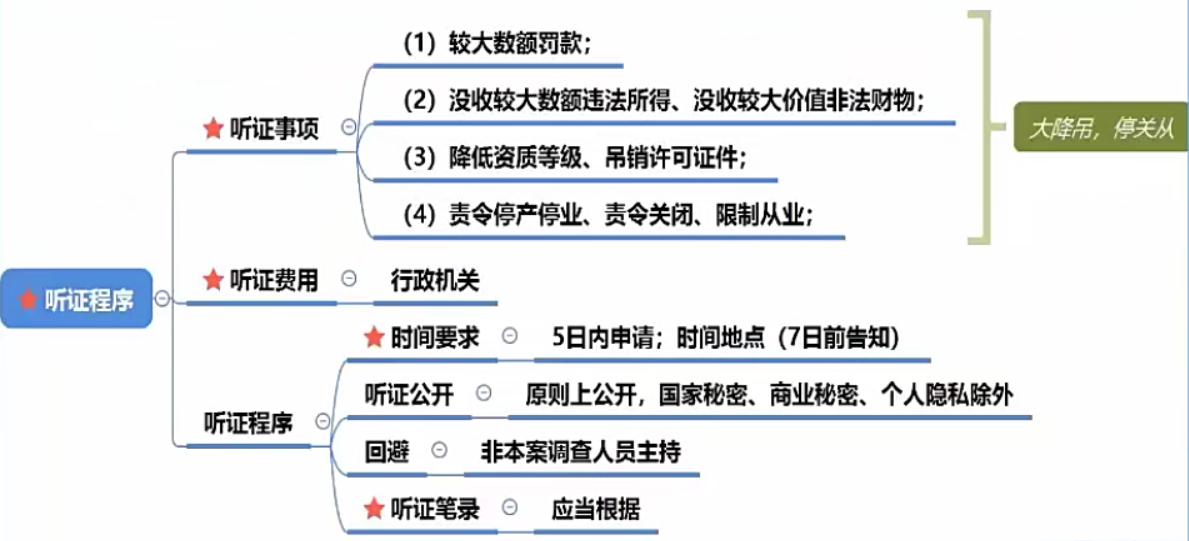 听证程序
听证事项
(1) 较大数额罚款；
(2) 没收较大数额违法所得、没收较大价值非法财物；
(3) 降低资质等级、吊销许可证件；
(4) 责令停产停业、责令关闭、限制从业；
大降吊，停关从
听证费用
行政机关
听证程序
时间要求
5日内申请；时间地点（7日前告知）
听证公开
原则上公开，国家秘密、商业秘密、个人隐私除外
回避
非本案调查人员主持
听证笔录
应当根据